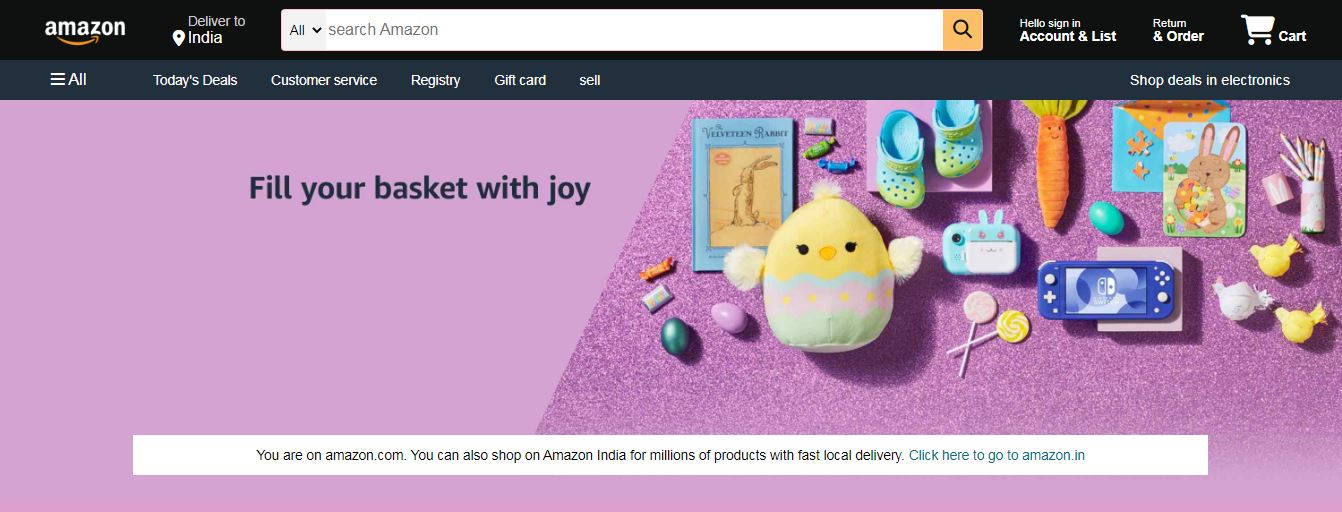 amazon
Deliver to
India
All
search Amazon
Hello sign in
Account & List
Return
& Order
Cart
All
Today's Deals
Customer service
Registry
Gift card
sell
Shop deals in electronics
Fill your basket with joy
The
VELVETEEN RABBIT
NINTENDO
SWITCH
You are on amazon.com. You can also shop on Amazon India for millions of products with fast local delivery. Click here to go to amazon.in